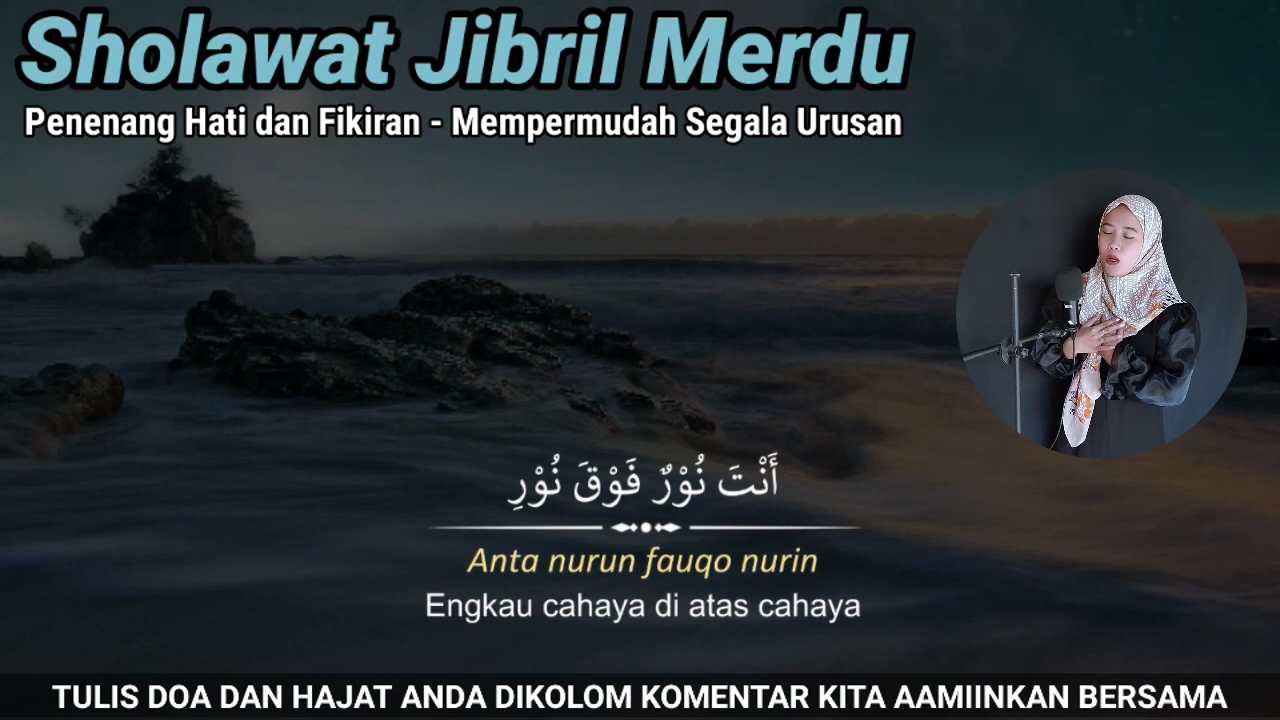 Sholawat Jibril Merdu
Penenang Hati dan Fikiran - Mempermudah Segala Urusan
أَنْتَ نُوْرٌ فَوْقَ نُوْرِ
Anta nurun fauqo nurin
Engkau cahaya di atas cahaya
TULIS DOA DAN HAJAT ANDA DIKOLOM KOMENTAR KITA AAMIINKAN BERSAMA